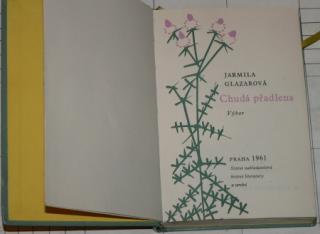 JARMILA
GLAZAROVÁ
Chudá přadlena
Výbor
PRAHA 1961
Státní nakladatelství
krásné literatury
a umění